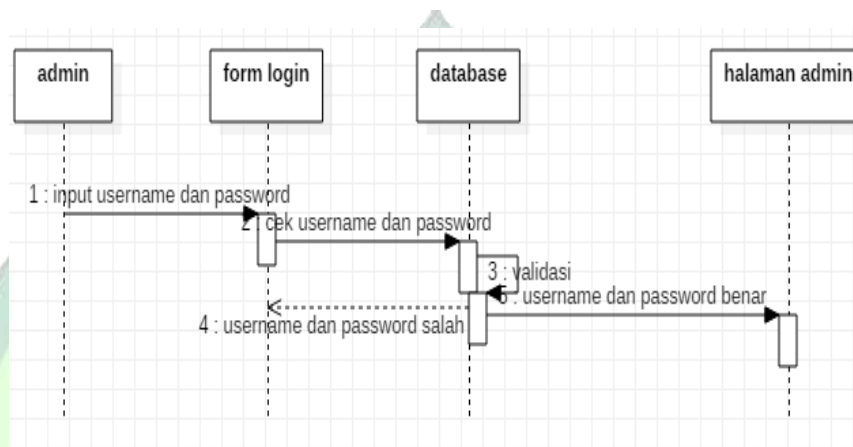 admin
form login
database
halaman admin
1 : input username dan password
2 : cek username dan password
3 : validasi
5 : username dan password benar
4 : username dan password salah